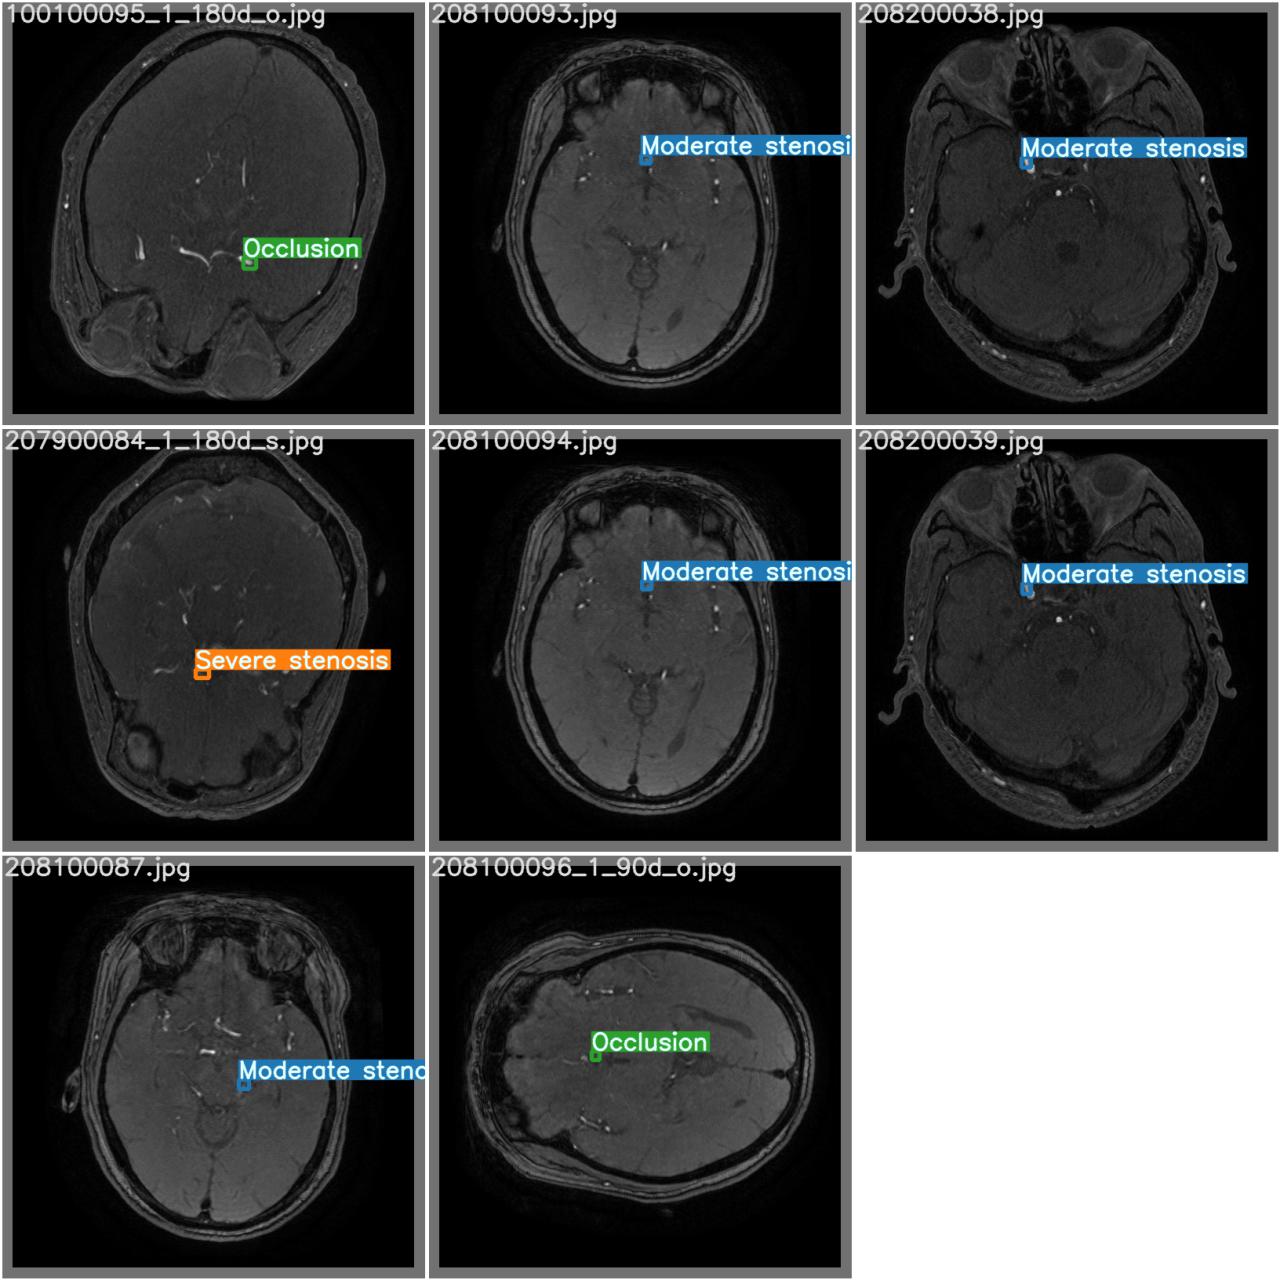 100100095_1_180d_o.jpg
Occlusion
208100093.jpg
Moderate stenosi
208200038.jpg
Moderate stenosis
207900084_1_180d_s.jpg
Severe stenosis
208100094.jpg
Moderate stenosi
208200039.jpg
Moderate stenosis
208100087.jpg
Moderate steno
208100096_1_90d_o.jpg
Occlusion